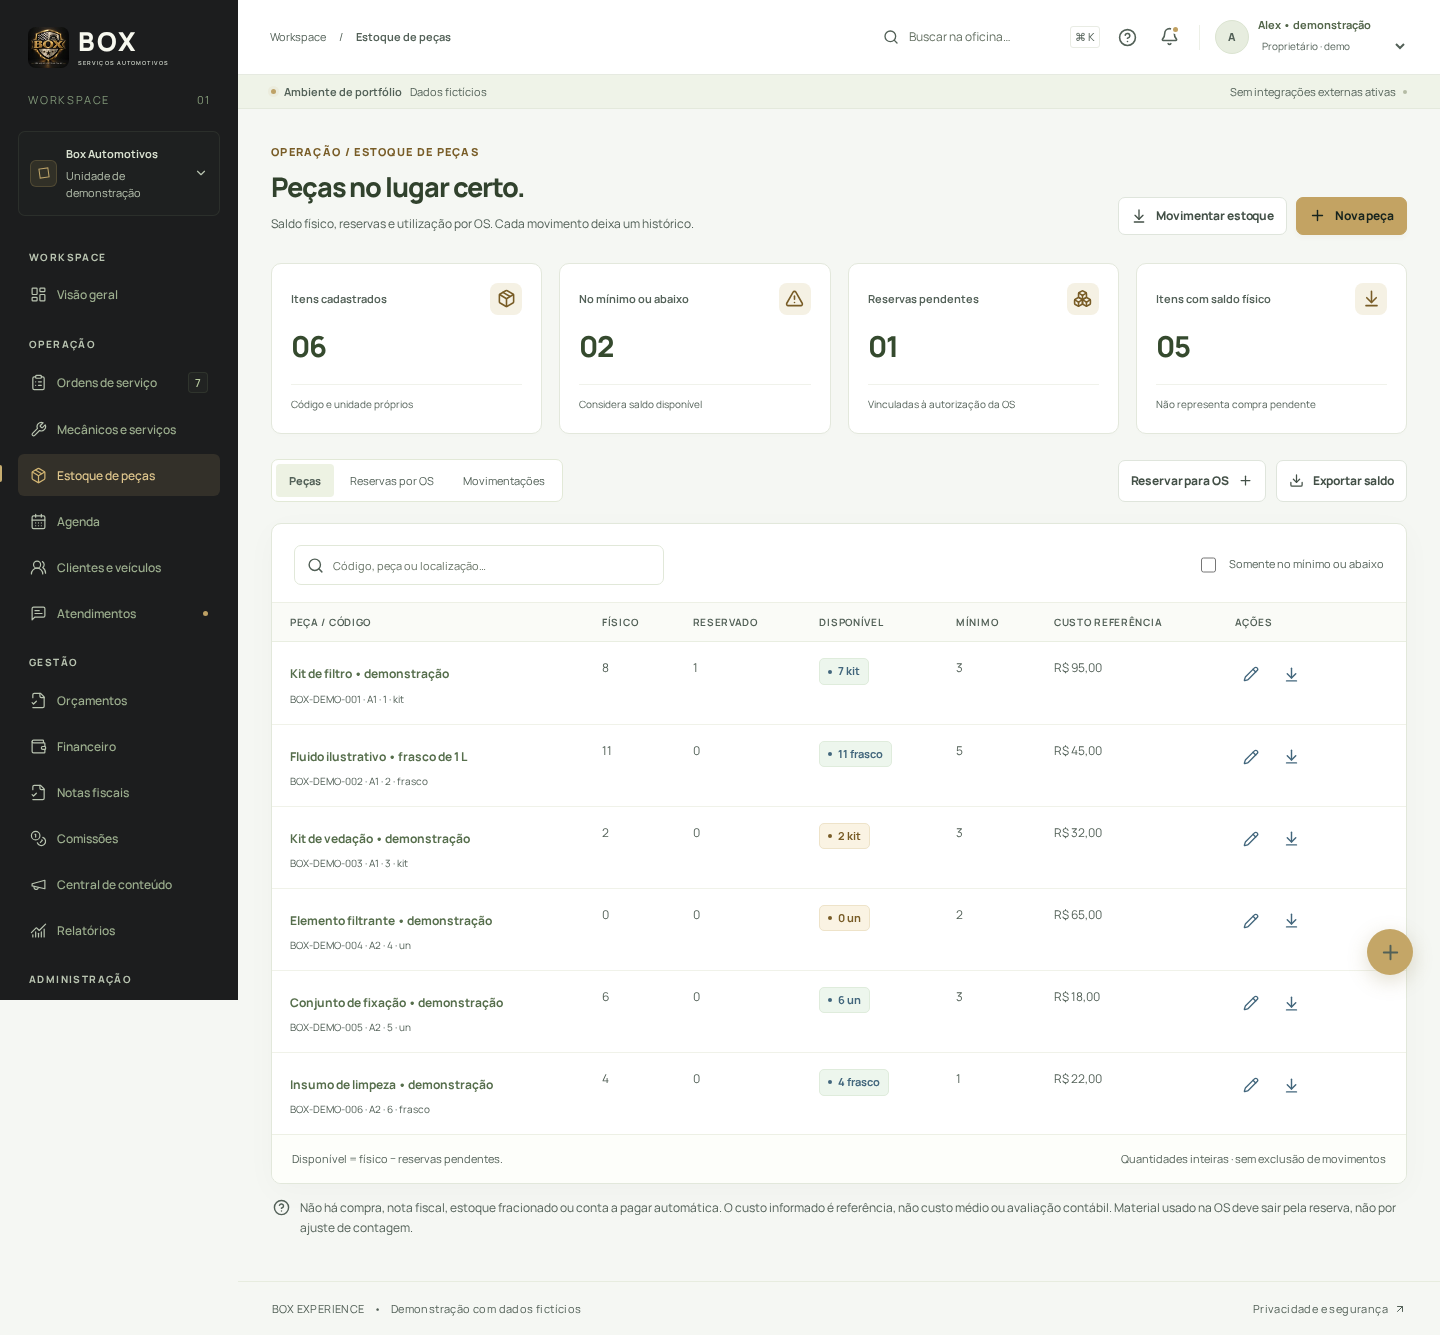 BOX
SERVIÇOS AUTOMOTIVOS
WORKSPACE 01
Box Automotivos
Unidade de
demonstração
WORKSPACE
Visão geral
OPERAÇÃO
Ordens de serviço 7
Mecânicos e serviços
Estoque de peças
Agenda
Clientes e veículos
Atendimentos
GESTÃO
Orçamentos
Financeiro
Notas fiscais
Comissões
Central de conteúdo
Relatórios
ADMINISTRAÇÃO
Workspace / Estoque de peças
Buscar na oficina... ⌘ K
A
Alex • demonstração
Proprietário · demo
Ambiente de portfólio Dados fictícios
Sem integrações externas ativas
OPERAÇÃO / ESTOQUE DE PEÇAS
Peças no lugar certo.
Saldo físico, reservas e utilização por OS. Cada movimento deixa um histórico.
Movimentar estoque
Nova peça
Itens cadastrados
06
Código e unidade próprios
No mínimo ou abaixo
02
Considera saldo disponível
Reservas pendentes
01
Vinculadas à autorização da OS
Itens com saldo físico
05
Não representa compra pendente
Peças Reservas por OS Movimentações
Reservar para OS
Exportar saldo
Código, peça ou localização...
Somente no mínimo ou abaixo
PEÇA / CÓDIGO FÍSICO RESERVADO DISPONÍVEL MÍNIMO CUSTO REFERÊNCIA AÇÕES
Kit de filtro • demonstração 8 1 7 kit 3 R$ 95,00
BOX-DEMO-001 · A1 · 1 · kit
Fluido ilustrativo • frasco de 1 L 11 0 11 frasco 5 R$ 45,00
BOX-DEMO-002 · A1 · 2 · frasco
Kit de vedação • demonstração 2 0 2 kit 3 R$ 32,00
BOX-DEMO-003 · A1 · 3 · kit
Elemento filtrante • demonstração 0 0 0 un 2 R$ 65,00
BOX-DEMO-004 · A2 · 4 · un
Conjunto de fixação • demonstração 6 0 6 un 3 R$ 18,00
BOX-DEMO-005 · A2 · 5 · un
Insumo de limpeza • demonstração 4 0 4 frasco 1 R$ 22,00
BOX-DEMO-006 · A2 · 6 · frasco
Disponível = físico − reservas pendentes.
Quantidades inteiras · sem exclusão de movimentos
Não há compra, nota fiscal, estoque fracionado ou conta a pagar automática. O custo informado é referência, não custo médio ou avaliação contábil. Material usado na OS deve sair pela reserva, não por
ajuste de contagem.
BOX EXPERIENCE • Demonstração com dados fictícios
Privacidade e segurança